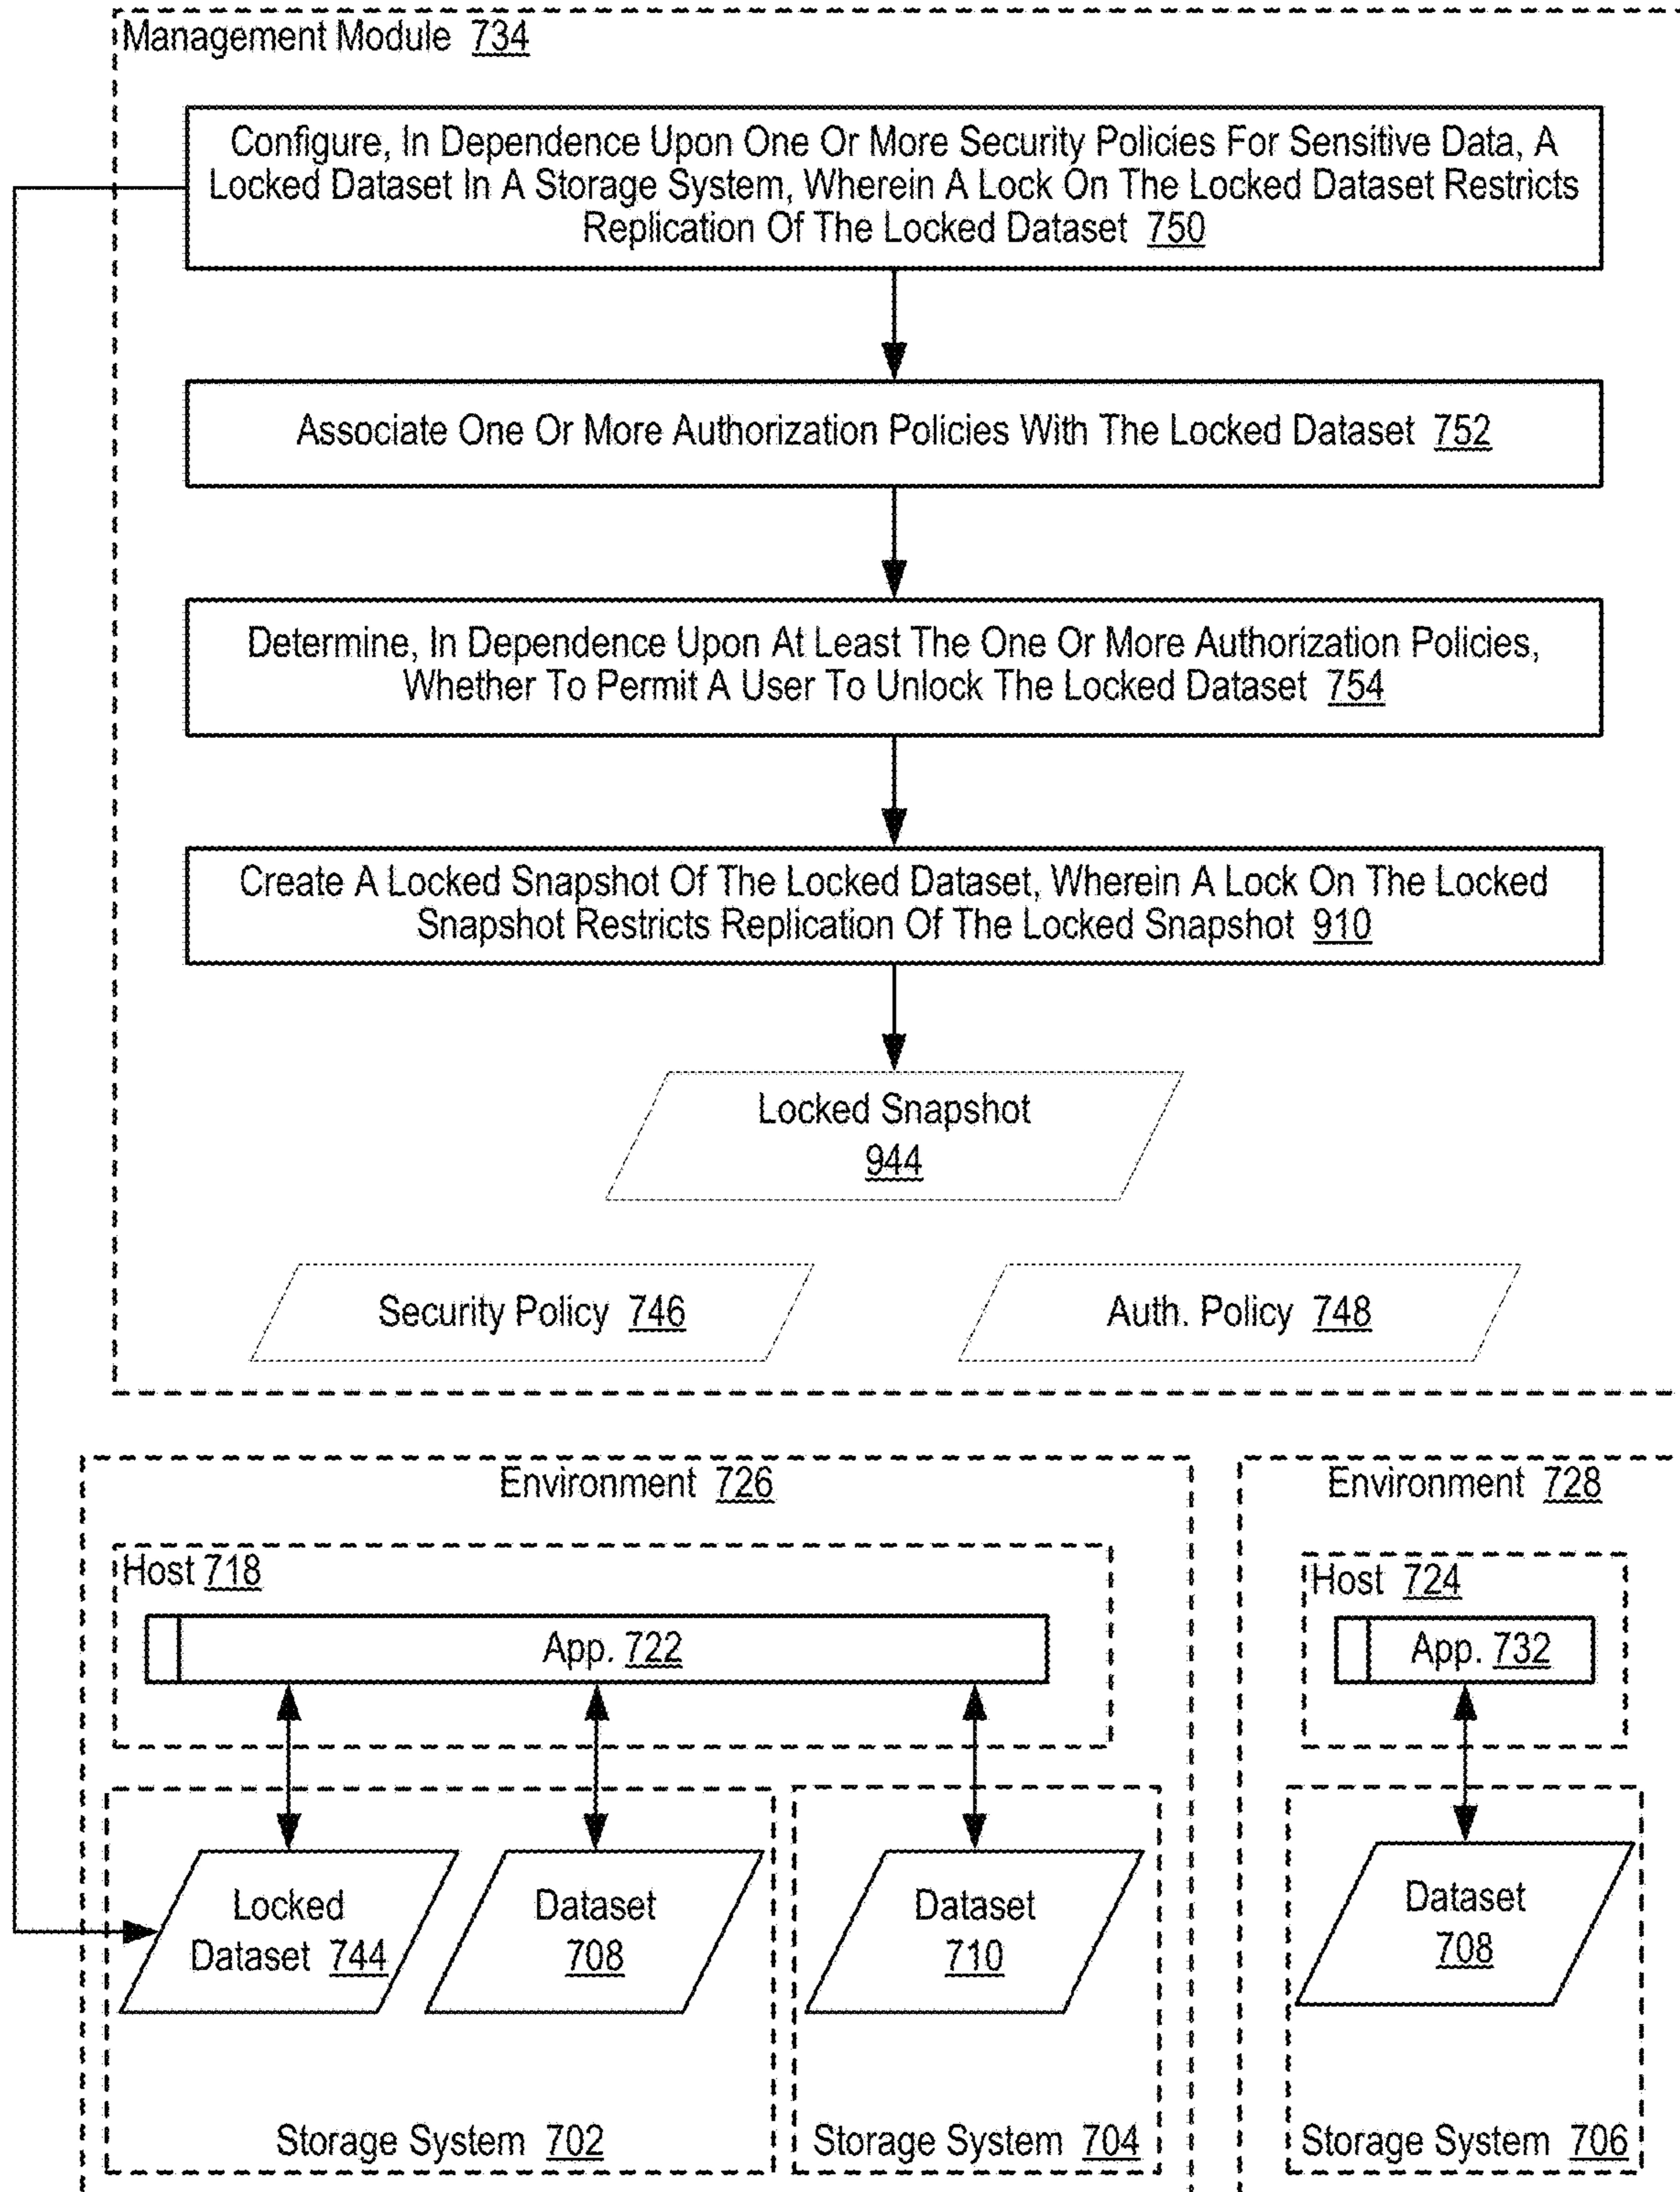 Management Module 734
Configure, In Dependence Upon One Or More Security Policies For Sensitive Data, A
Locked Dataset In A Storage System, Wherein A Lock On The Locked Dataset Restricts
Replication Of The Locked Dataset 750
Associate One Or More Authorization Policies With The Locked Dataset 752
Determine, In Dependence Upon At Least The One Or More Authorization Policies,
Whether To Permit A User To Unlock The Locked Dataset 754
Create A Locked Snapshot Of The Locked Dataset, Wherein A Lock On The Locked
Snapshot Restricts Replication Of The Locked Snapshot 910
Locked Snapshot
944
Security Policy 746
Auth. Policy 748
Environment 726
Host 718
App. 722
Locked
Dataset 744
Dataset
708
Dataset
710
Storage System 702
Storage System 704
Environment 728
Host 724
App. 732
Dataset
708
Storage System 706